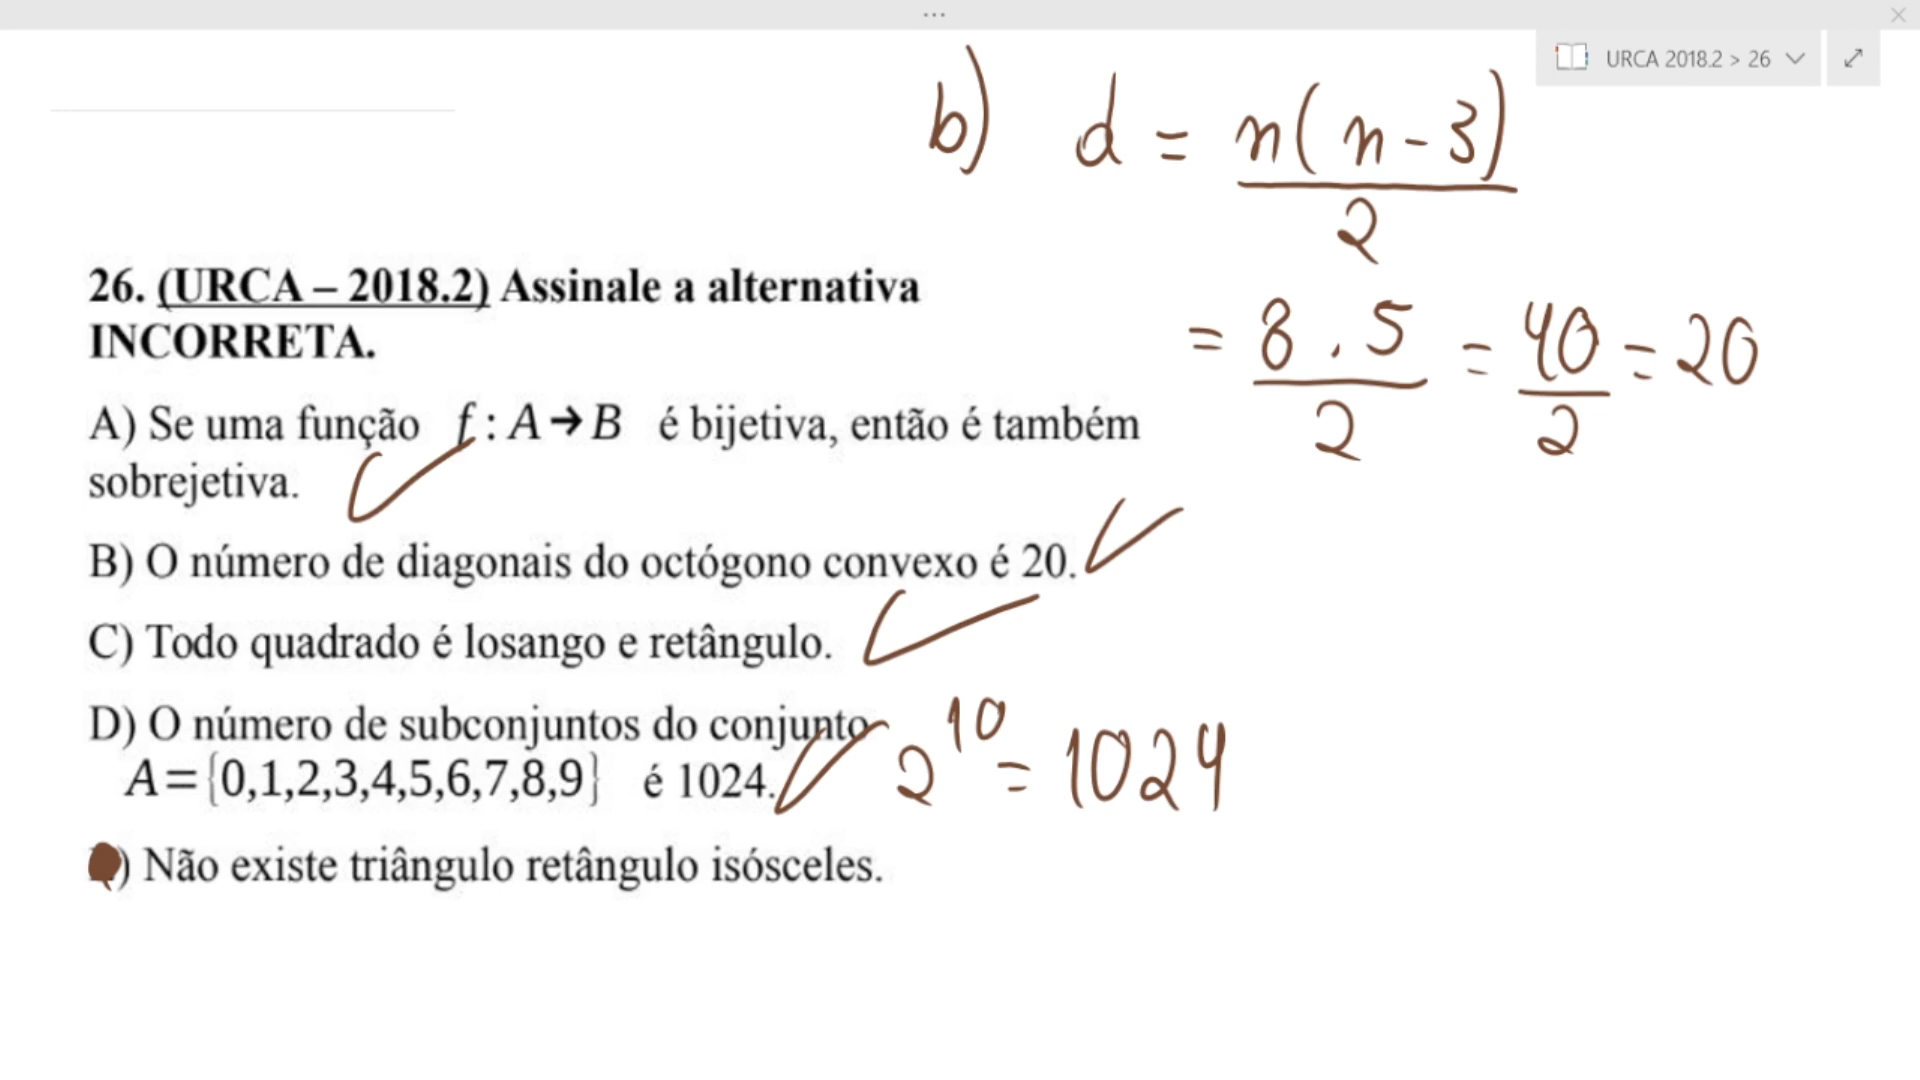 ...
URCA 2018.2 > 26
b) d = n(n-3)
2
= 8 . 5 = 40 = 20
2 2
26. (URCA – 2018.2) Assinale a alternativa
INCORRETA.
A) Se uma função f : A → B é bijetiva, então é também
sobrejetiva.
B) O número de diagonais do octógono convexo é 20.
C) Todo quadrado é losango e retângulo.
D) O número de subconjuntos do conjunto
A={0,1,2,3,4,5,6,7,8,9} é 1024.
2^10 = 1024
) Não existe triângulo retângulo isósceles.